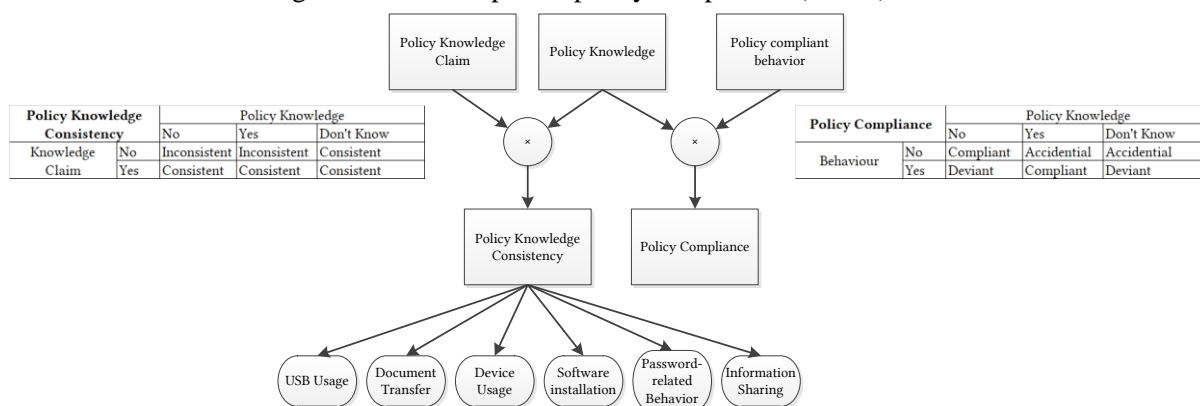 Policy Knowledge
Claim
Policy Knowledge
Policy compliant
behavior
Policy Knowledge
Consistency
Policy Knowledge
No Yes Don't Know
Knowledge
Claim
No Inconsistent Inconsistent Consistent
Yes Consistent Consistent Consistent
×
×
Policy Compliance
Policy Knowledge
No Yes Don't Know
Behaviour
No Compliant Accidential Accidential
Yes Deviant Compliant Deviant
Policy Knowledge
Consistency
Policy Compliance
USB Usage
Document
Transfer
Device
Usage
Software
installation
Password-
related
Behavior
Information
Sharing